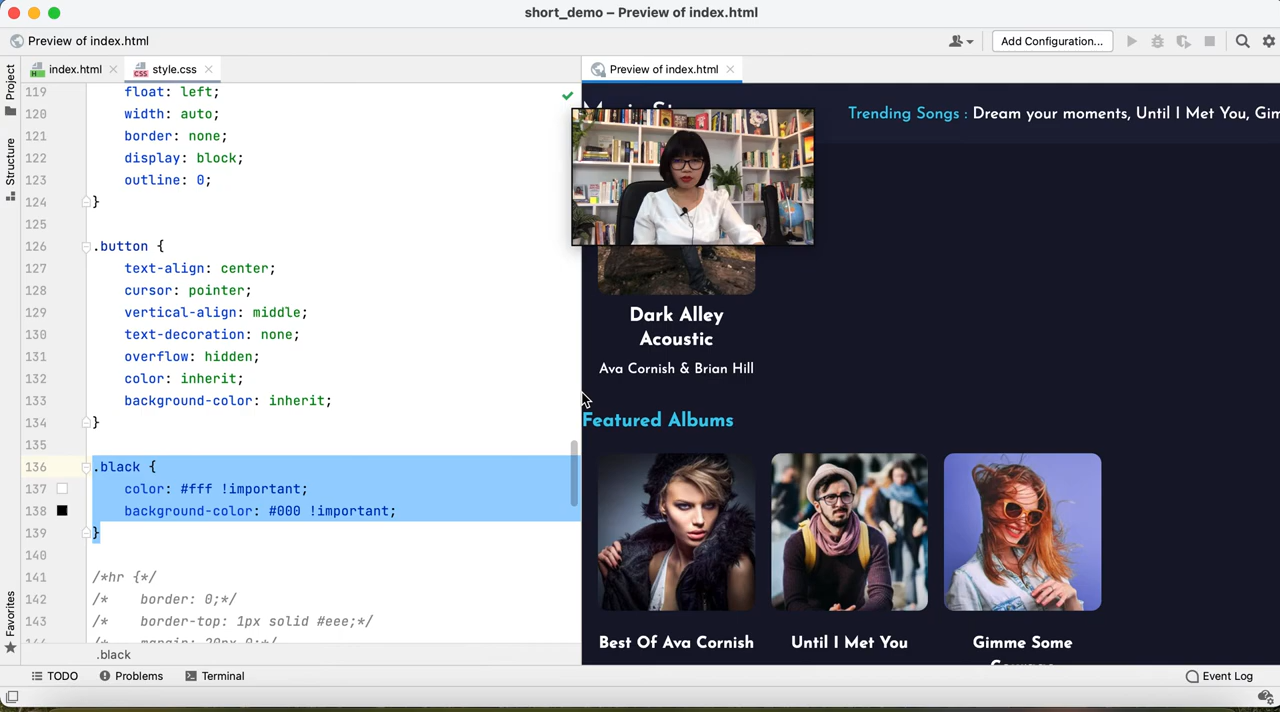 short_demo – Preview of index.html
Preview of index.html
Add Configuration...
Project
Structure
Favorites
index.html
style.css
Preview of index.html
119 float: left;
120 width: auto;
121 border: none;
122 display: block;
123 outline: 0;
124 }
125
126 .button {
127 text-align: center;
128 cursor: pointer;
129 vertical-align: middle;
130 text-decoration: none;
131 overflow: hidden;
132 color: inherit;
133 background-color: inherit;
134 }
135
136 .black {
137 color: #fff !important;
138 background-color: #000 !important;
139 }
140
141 /*hr {*/
142 /* border: 0;*/
143 /* border-top: 1px solid #eee;*/
144 /* margin: 20px 0;*/
.black
Trending Songs : Dream your moments, Until I Met You, Gim
Dark Alley
Acoustic
Ava Cornish & Brian Hill
Featured Albums
Best Of Ava Cornish
Until I Met You
Gimme Some
Courage
TODO
Problems
Terminal
Event Log